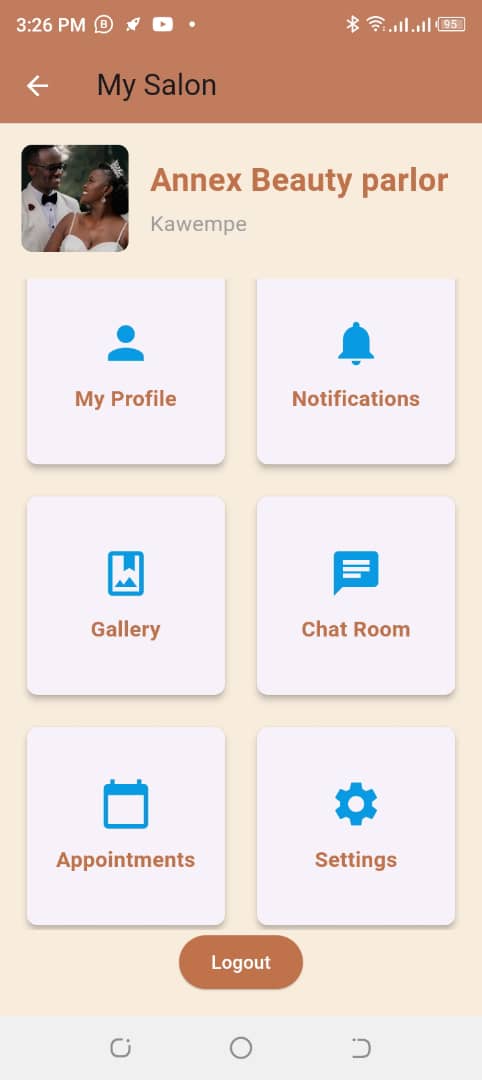 3:26 PM
95
My Salon
Annex Beauty parlor
Kawempe
My Profile
Notifications
Gallery
Chat Room
Appointments
Settings
Logout